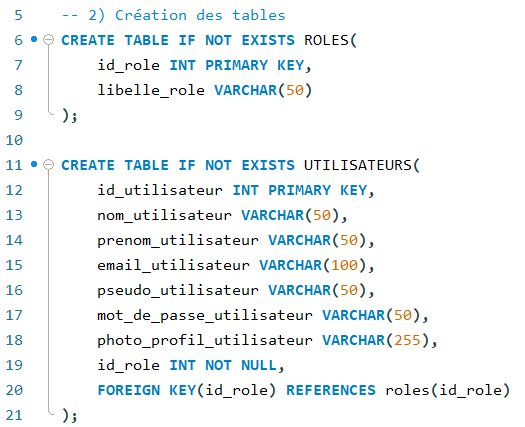 5 -- 2) Création des tables
6 CREATE TABLE IF NOT EXISTS ROLES(
7 id_role INT PRIMARY KEY,
8 libelle_role VARCHAR(50)
9 );
10
11 CREATE TABLE IF NOT EXISTS UTILISATEURS(
12 id_utilisateur INT PRIMARY KEY,
13 nom_utilisateur VARCHAR(50),
14 prenom_utilisateur VARCHAR(50),
15 email_utilisateur VARCHAR(100),
16 pseudo_utilisateur VARCHAR(50),
17 mot_de_passe_utilisateur VARCHAR(50),
18 photo_profil_utilisateur VARCHAR(255),
19 id_role INT NOT NULL,
20 FOREIGN KEY(id_role) REFERENCES roles(id_role)
21 );